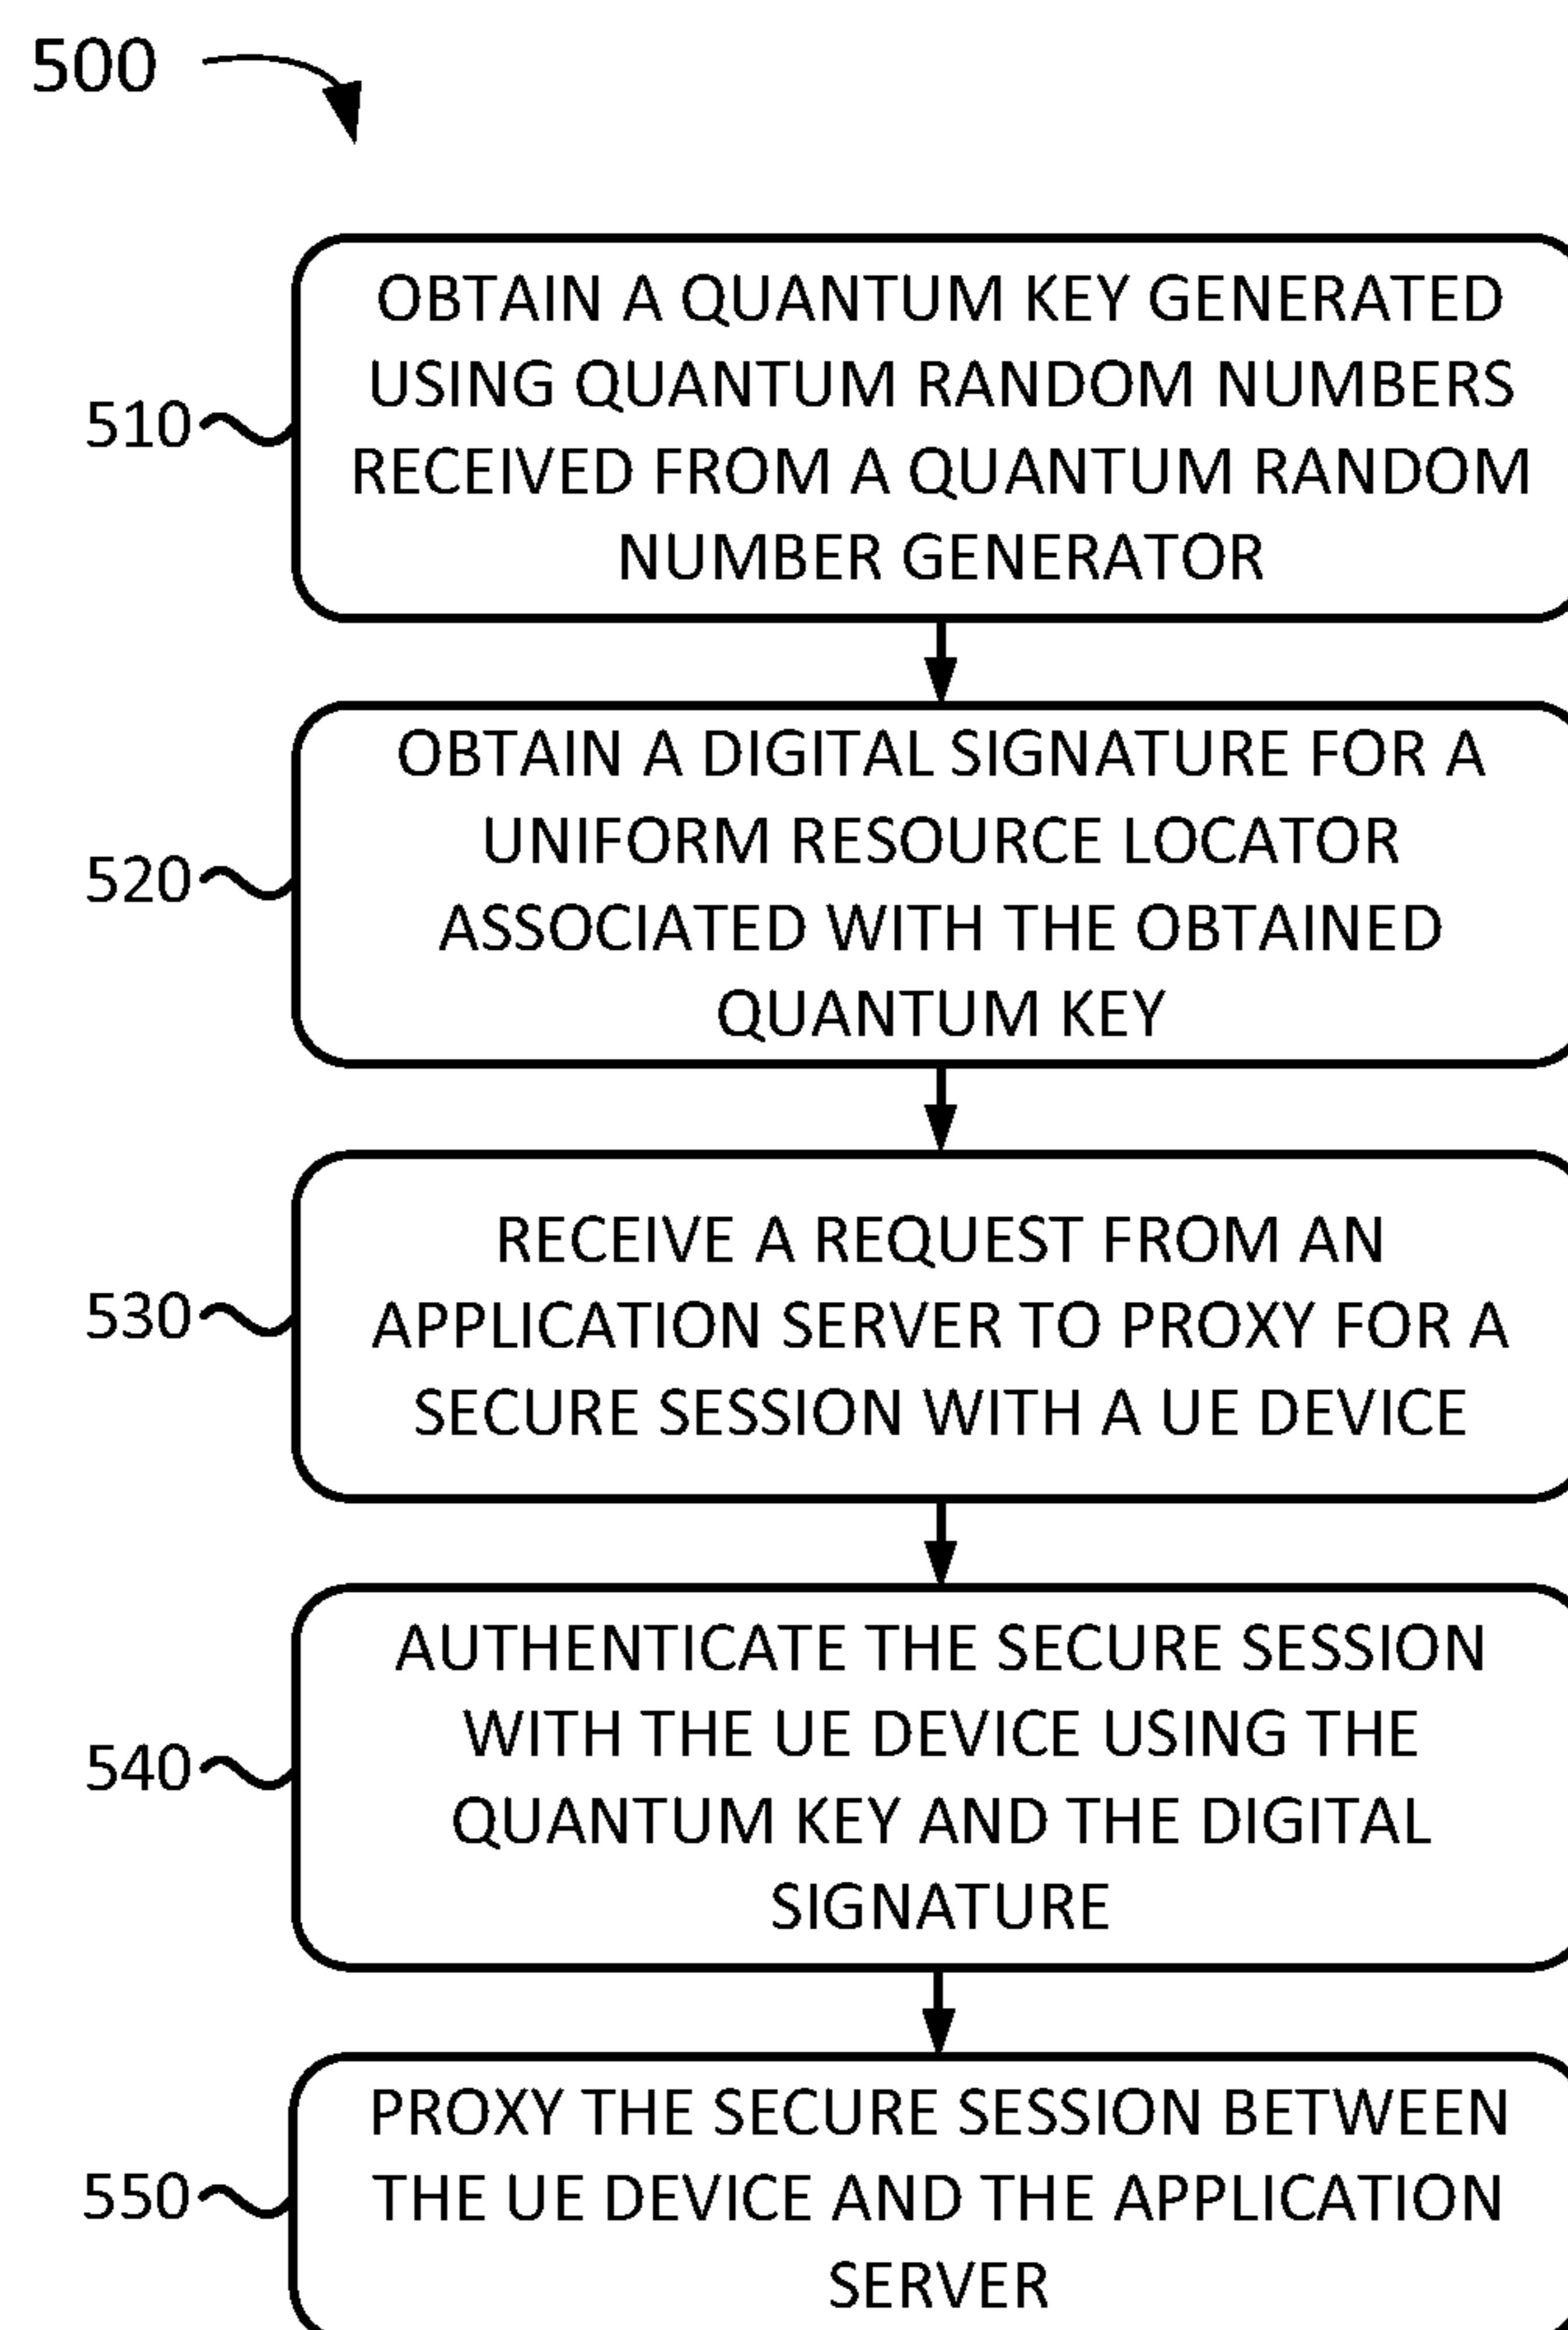 500
OBTAIN A QUANTUM KEY GENERATED
USING QUANTUM RANDOM NUMBERS
RECEIVED FROM A QUANTUM RANDOM
NUMBER GENERATOR
510
OBTAIN A DIGITAL SIGNATURE FOR A
UNIFORM RESOURCE LOCATOR
ASSOCIATED WITH THE OBTAINED
QUANTUM KEY
520
RECEIVE A REQUEST FROM AN
APPLICATION SERVER TO PROXY FOR A
SECURE SESSION WITH A UE DEVICE
530
AUTHENTICATE THE SECURE SESSION
WITH THE UE DEVICE USING THE
QUANTUM KEY AND THE DIGITAL
SIGNATURE
540
PROXY THE SECURE SESSION BETWEEN
THE UE DEVICE AND THE APPLICATION
SERVER
550